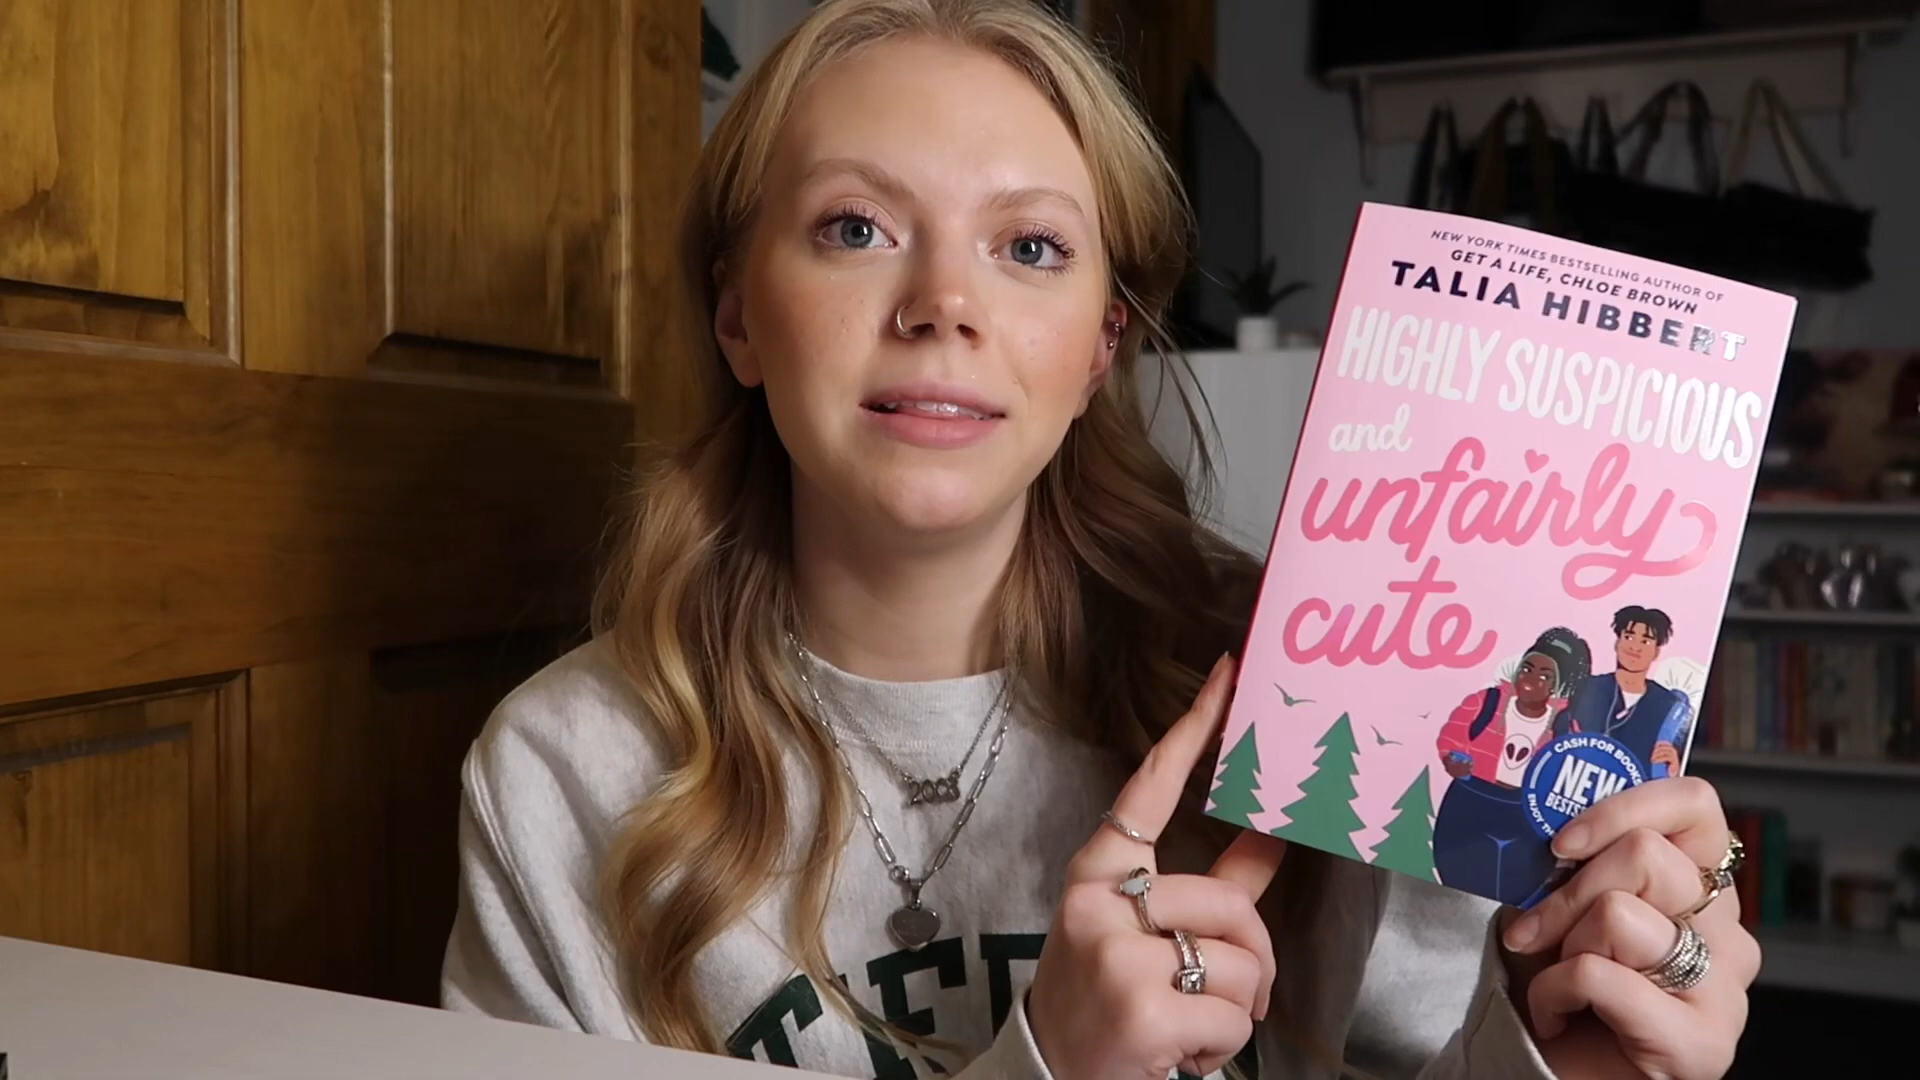 NEW YORK TIMES BESTSELLING AUTHOR OF
GET A LIFE, CHLOE BROWN
TALIA HIBBERT
HIGHLY SUSPICIOUS
and
unfairly
cute
CASH FOR BOOKS
NEW
ENJOY
2003